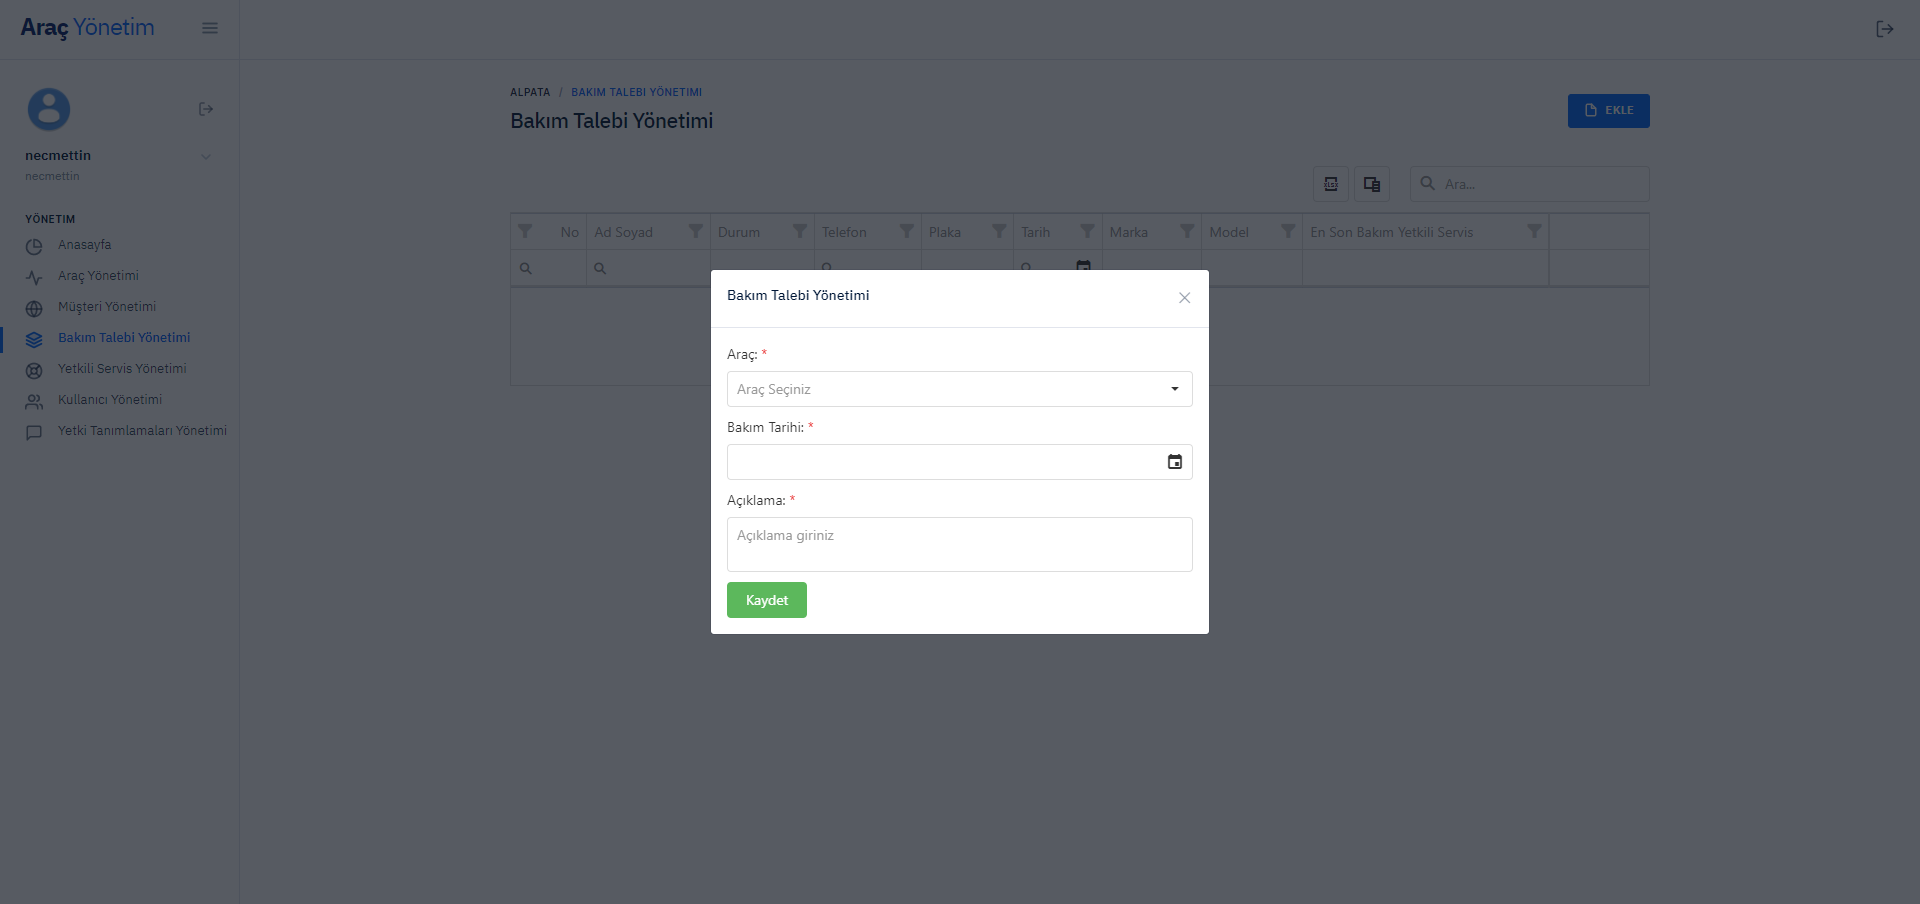 Araç Yönetim
necmettin
necmettin
YÖNETIM
Anasayfa
Araç Yönetimi
Müşteri Yönetimi
Bakım Talebi Yönetimi
Yetkili Servis Yönetimi
Kullanıcı Yönetimi
Yetki Tanımlamaları Yönetimi
ALPATA / BAKIM TALEBI YÖNETIMI
Bakım Talebi Yönetimi
EKLE
Ara...
No Ad Soyad Durum Telefon Plaka Tarih Marka Model En Son Bakım Yetkili Servis
Bakım Talebi Yönetimi
Araç: *
Araç Seçiniz
Bakım Tarihi: *
Açıklama: *
Açıklama giriniz
Kaydet